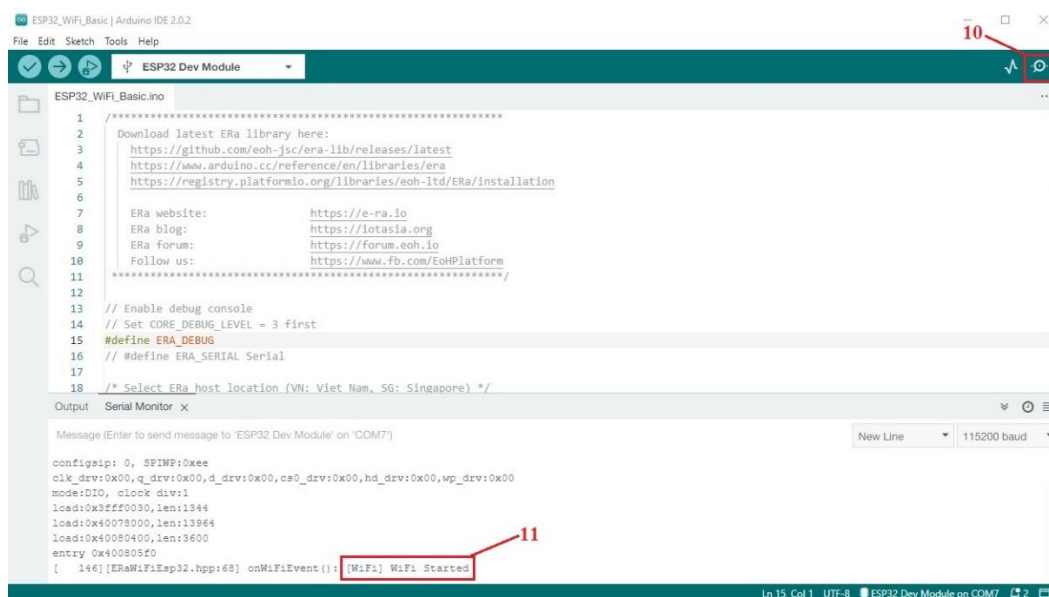 ESP32_WiFi_Basic | Arduino IDE 2.0.2
10
File Edit Sketch Tools Help
ESP32 Dev Module
ESP32_WiFi_Basic.ino
1 /*************************************************************
2 Download latest ERa library here:
3 https://github.com/eoh-jsc/era-lib/releases/latest
4 https://www.arduino.cc/reference/en/libraries/era
5 https://registry.platformio.org/libraries/eoh-ltd/ERa/installation
6
7 ERa website: https://e-ra.io
8 ERa blog: https://iotasia.org
9 ERa forum: https://forum.eoh.io
10 Follow us: https://www.fb.com/EoHPlatform
11 *************************************************************/
12
13 // Enable debug console
14 // Set CORE_DEBUG_LEVEL = 3 first
15 #define ERA_DEBUG
16 // #define ERA_SERIAL Serial
17
18 /* Select ERa host location (VN: Viet Nam, SG: Singapore) */
Output Serial Monitor x
Message (Enter to send message to 'ESP32 Dev Module' on 'COM7')
New Line 115200 baud
configsip: 0, SPIWP:0xee
clk_drv:0x00,q_drv:0x00,d_drv:0x00,cs0_drv:0x00,hd_drv:0x00,wp_drv:0x00
mode:DIO, clock div:1
load:0x3fff0030,len:1344
load:0x40078000,len:13964
load:0x40080400,len:3600
11
entry 0x400805f0
[ 146][ERaWiFiEsp32.hpp:68] onWiFiEvent(): [WiFi] WiFi Started
Ln 15, Col 1 UTF-8 ESP32 Dev Module on COM7 2